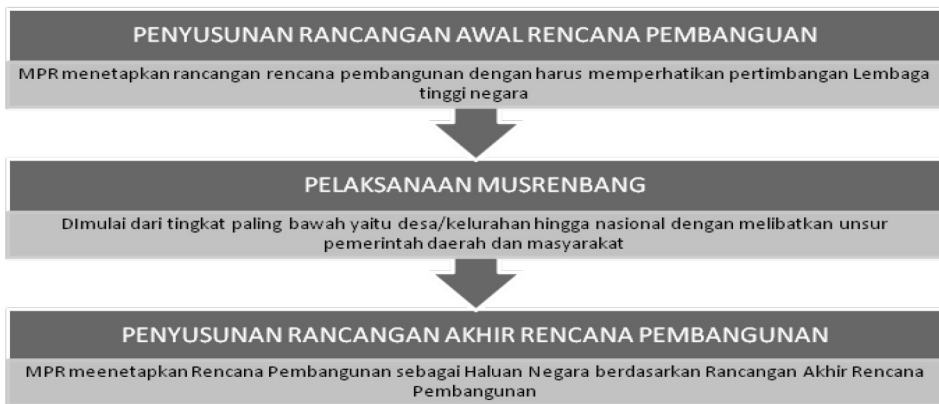 PENYUSUNAN RANCANGAN AWAL RENCANA PEMBANGUAN
MPR menetapkan rancangan rencana pembangunan dengan harus memperhatikan pertimbangan Lembaga
tinggi negara
PELAKSANAAN MUSRENBANG
DImulai dari tingkat paling bawah yaitu desa/kelurahan hingga nasional dengan melibatkan unsur
pemerintah daerah dan masyarakat
PENYUSUNAN RANCANGAN AKHIR RENCANA PEMBANGUNAN
MPR meenetapkan Rencana Pembangunan sebagai Haluan Negara berdasarkan Rancangan Akhir Rencana
Pembangunan